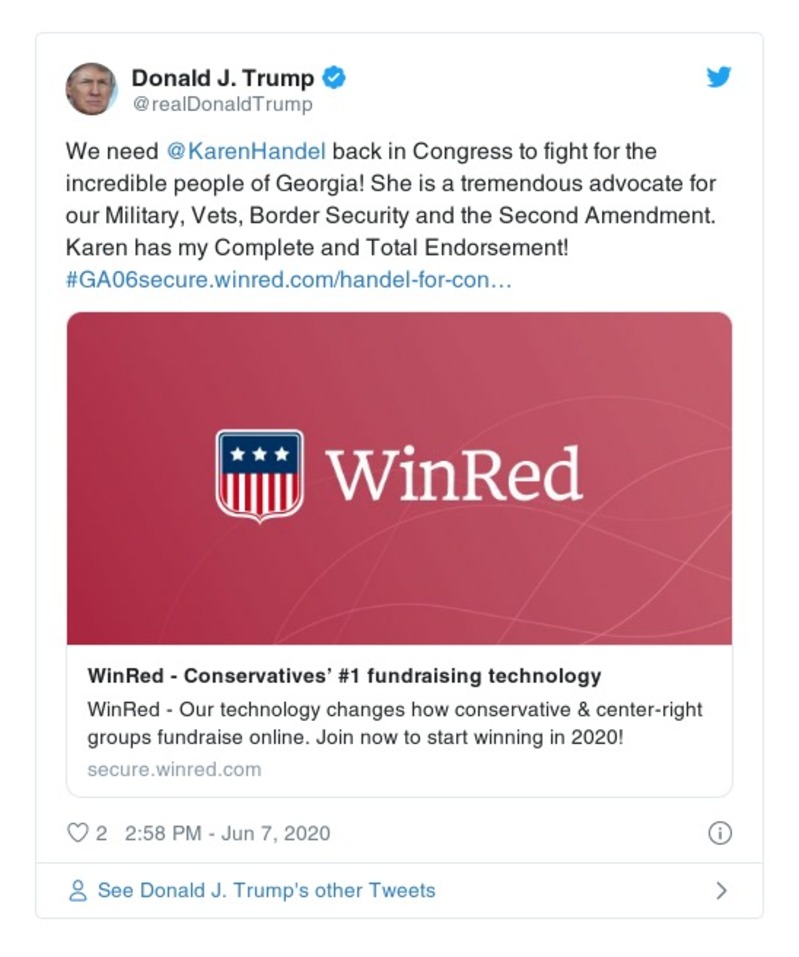 Donald J. Trump
@realDonaldTrump
We need @KarenHandel back in Congress to fight for the
incredible people of Georgia! She is a tremendous advocate for
our Military, Vets, Border Security and the Second Amendment.
Karen has my Complete and Total Endorsement!
#GA06secure.winred.com/handel-for-con…
WinRed
WinRed - Conservatives’ #1 fundraising technology
WinRed - Our technology changes how conservative & center-right
groups fundraise online. Join now to start winning in 2020!
secure.winred.com
2 2:58 PM - Jun 7, 2020
See Donald J. Trump's other Tweets